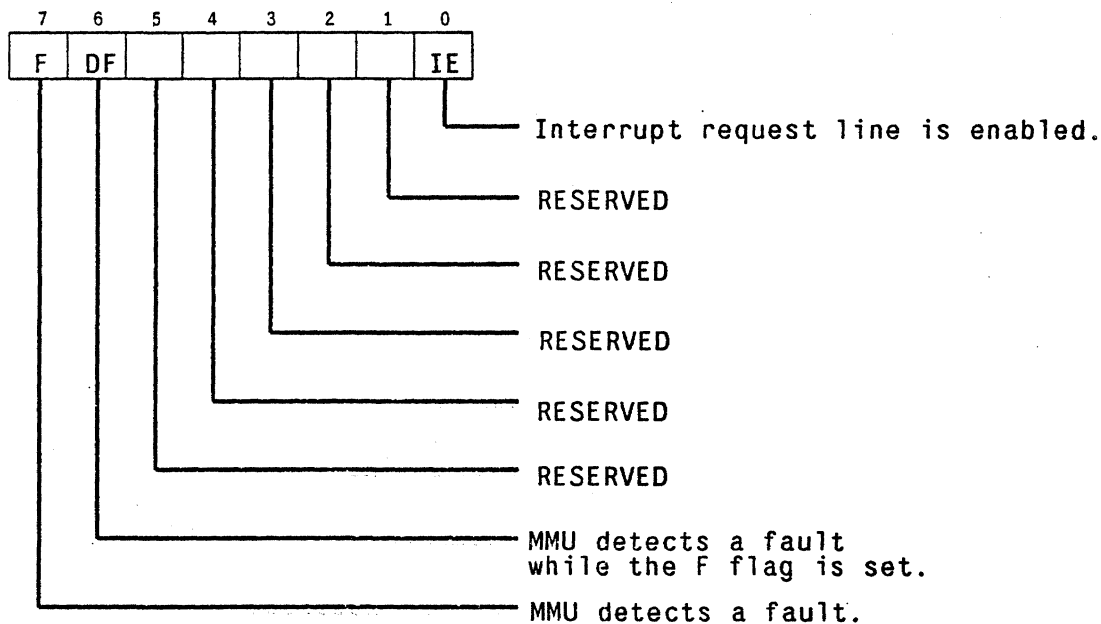 7 6 5 4 3 2 1 0
F DF IE
Interrupt request line is enabled.
RESERVED
RESERVED
RESERVED
RESERVED
RESERVED
MMU detects a fault
while the F flag is set.
MMU detects a fault.